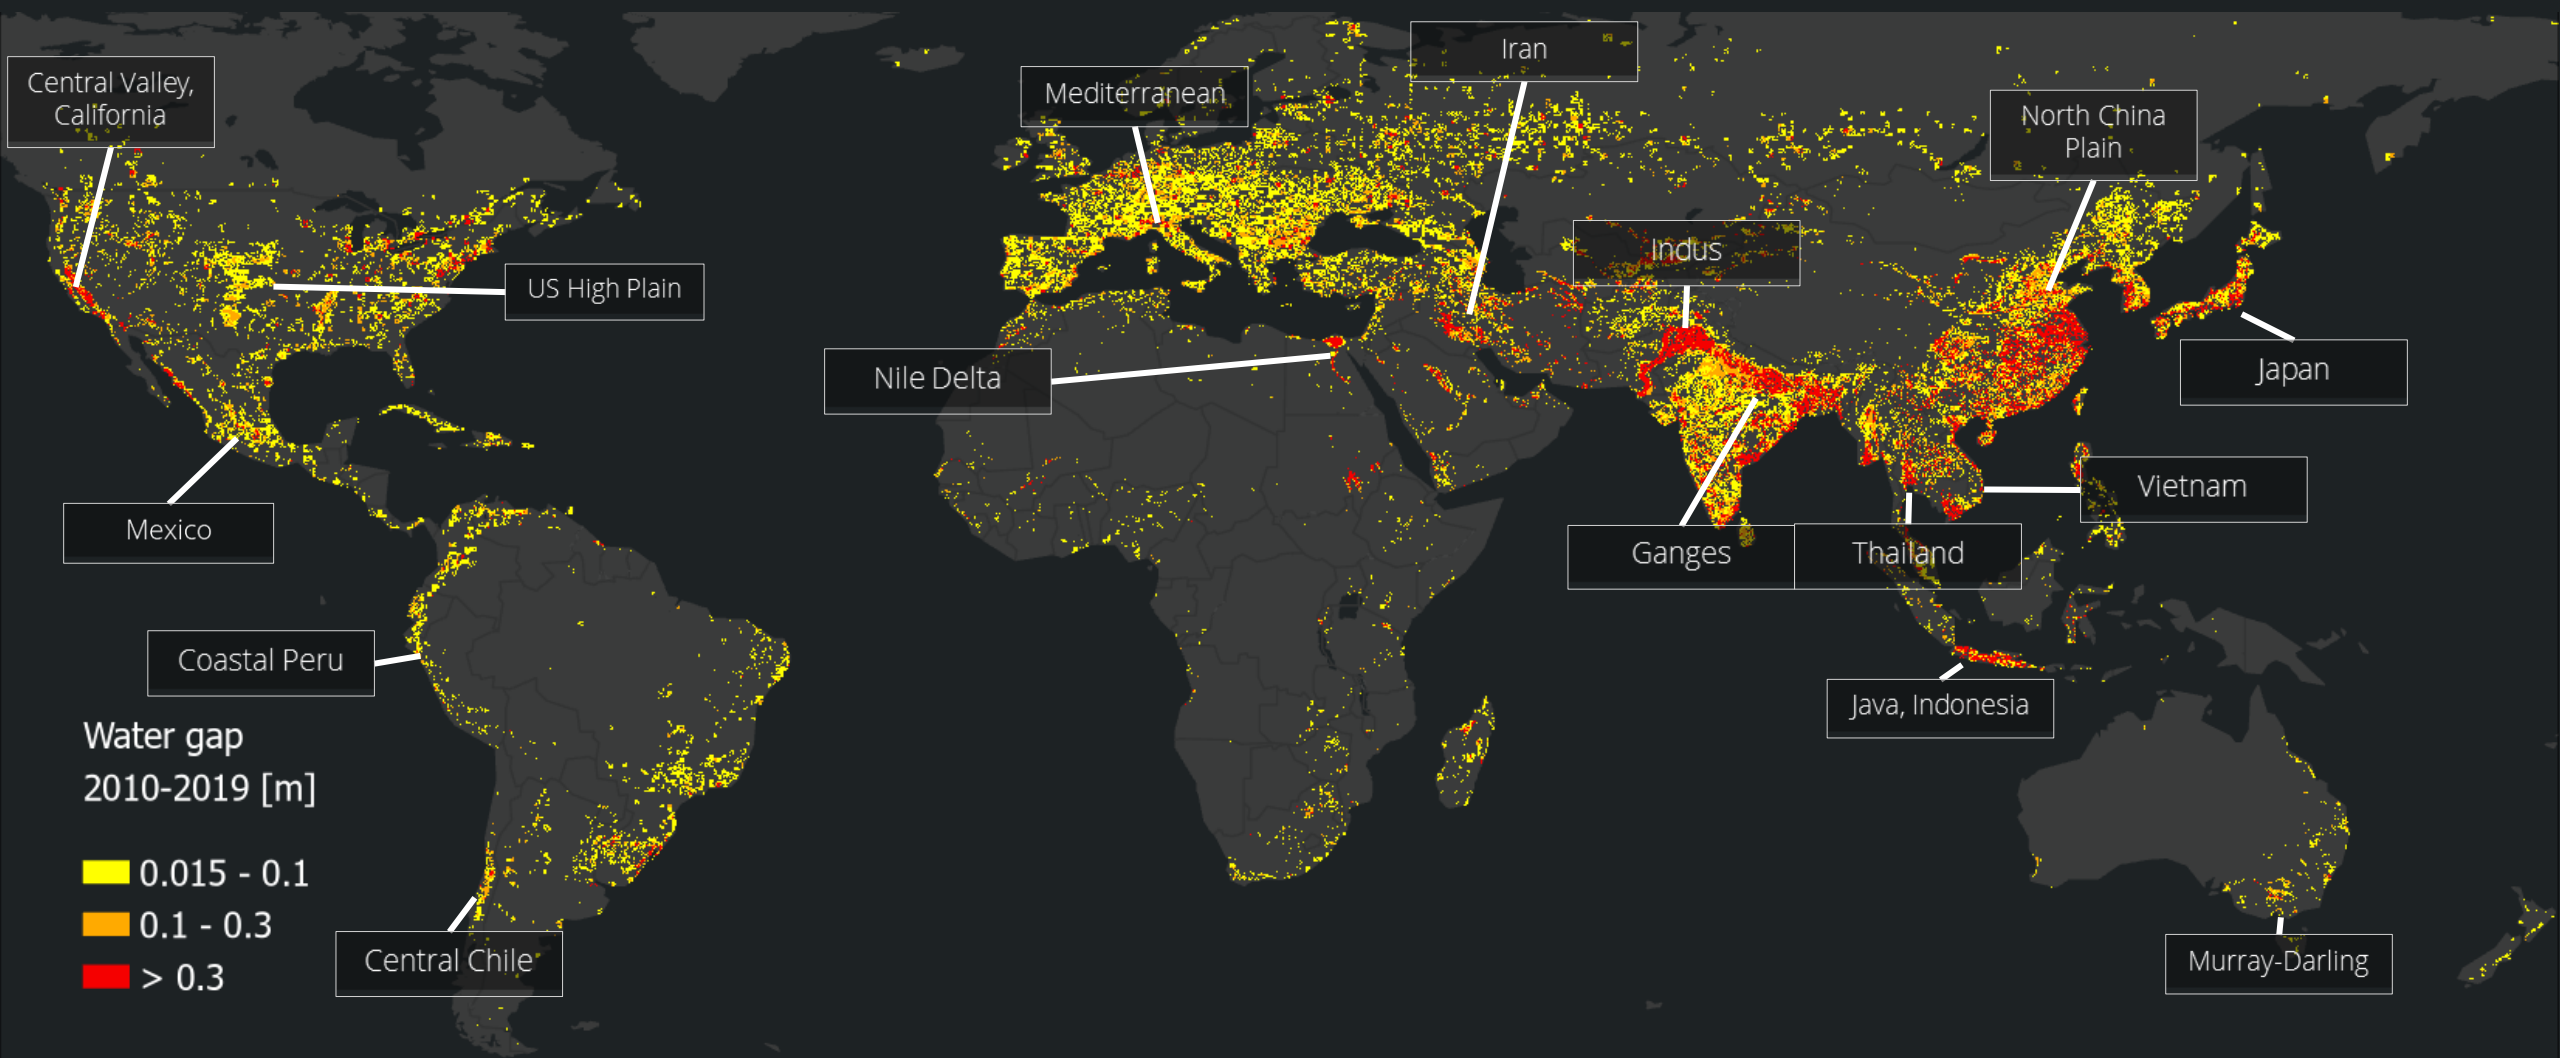 Iran
Central Valley,
California
Mediterranean
North China
Plain
Indus
US High Plain
Nile Delta
Japan
Vietnam
Mexico
Ganges
Thailand
Coastal Peru
Java, Indonesia
Water gap
2010-2019 [m]
0.015 - 0.1
0.1 - 0.3
> 0.3
Central Chile
Murray-Darling